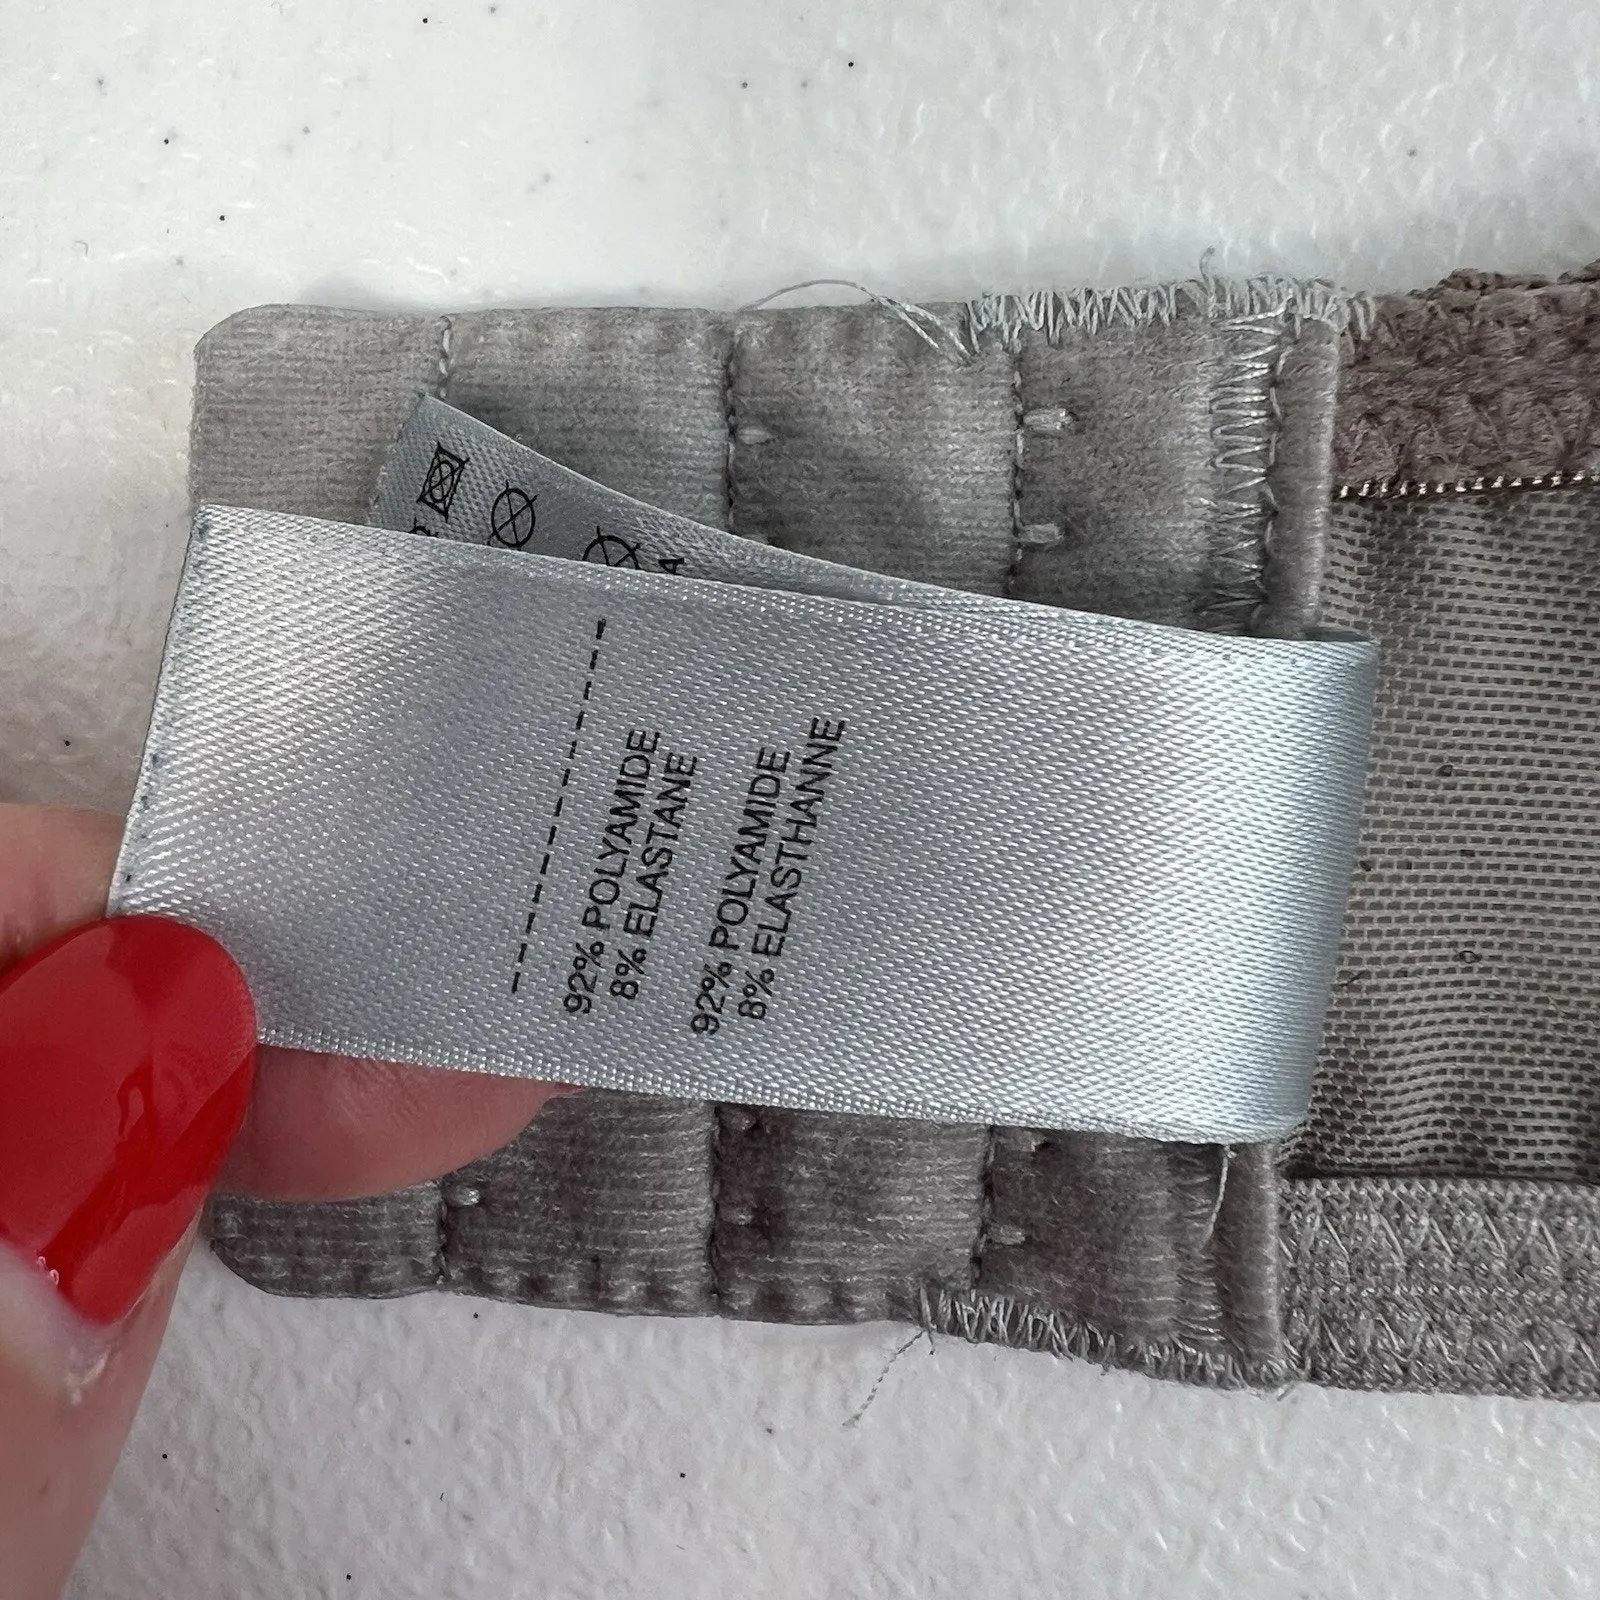 92% POLYAMIDE
8% ELASTANE
92% POLYAMIDE
8% ELASTHANNE